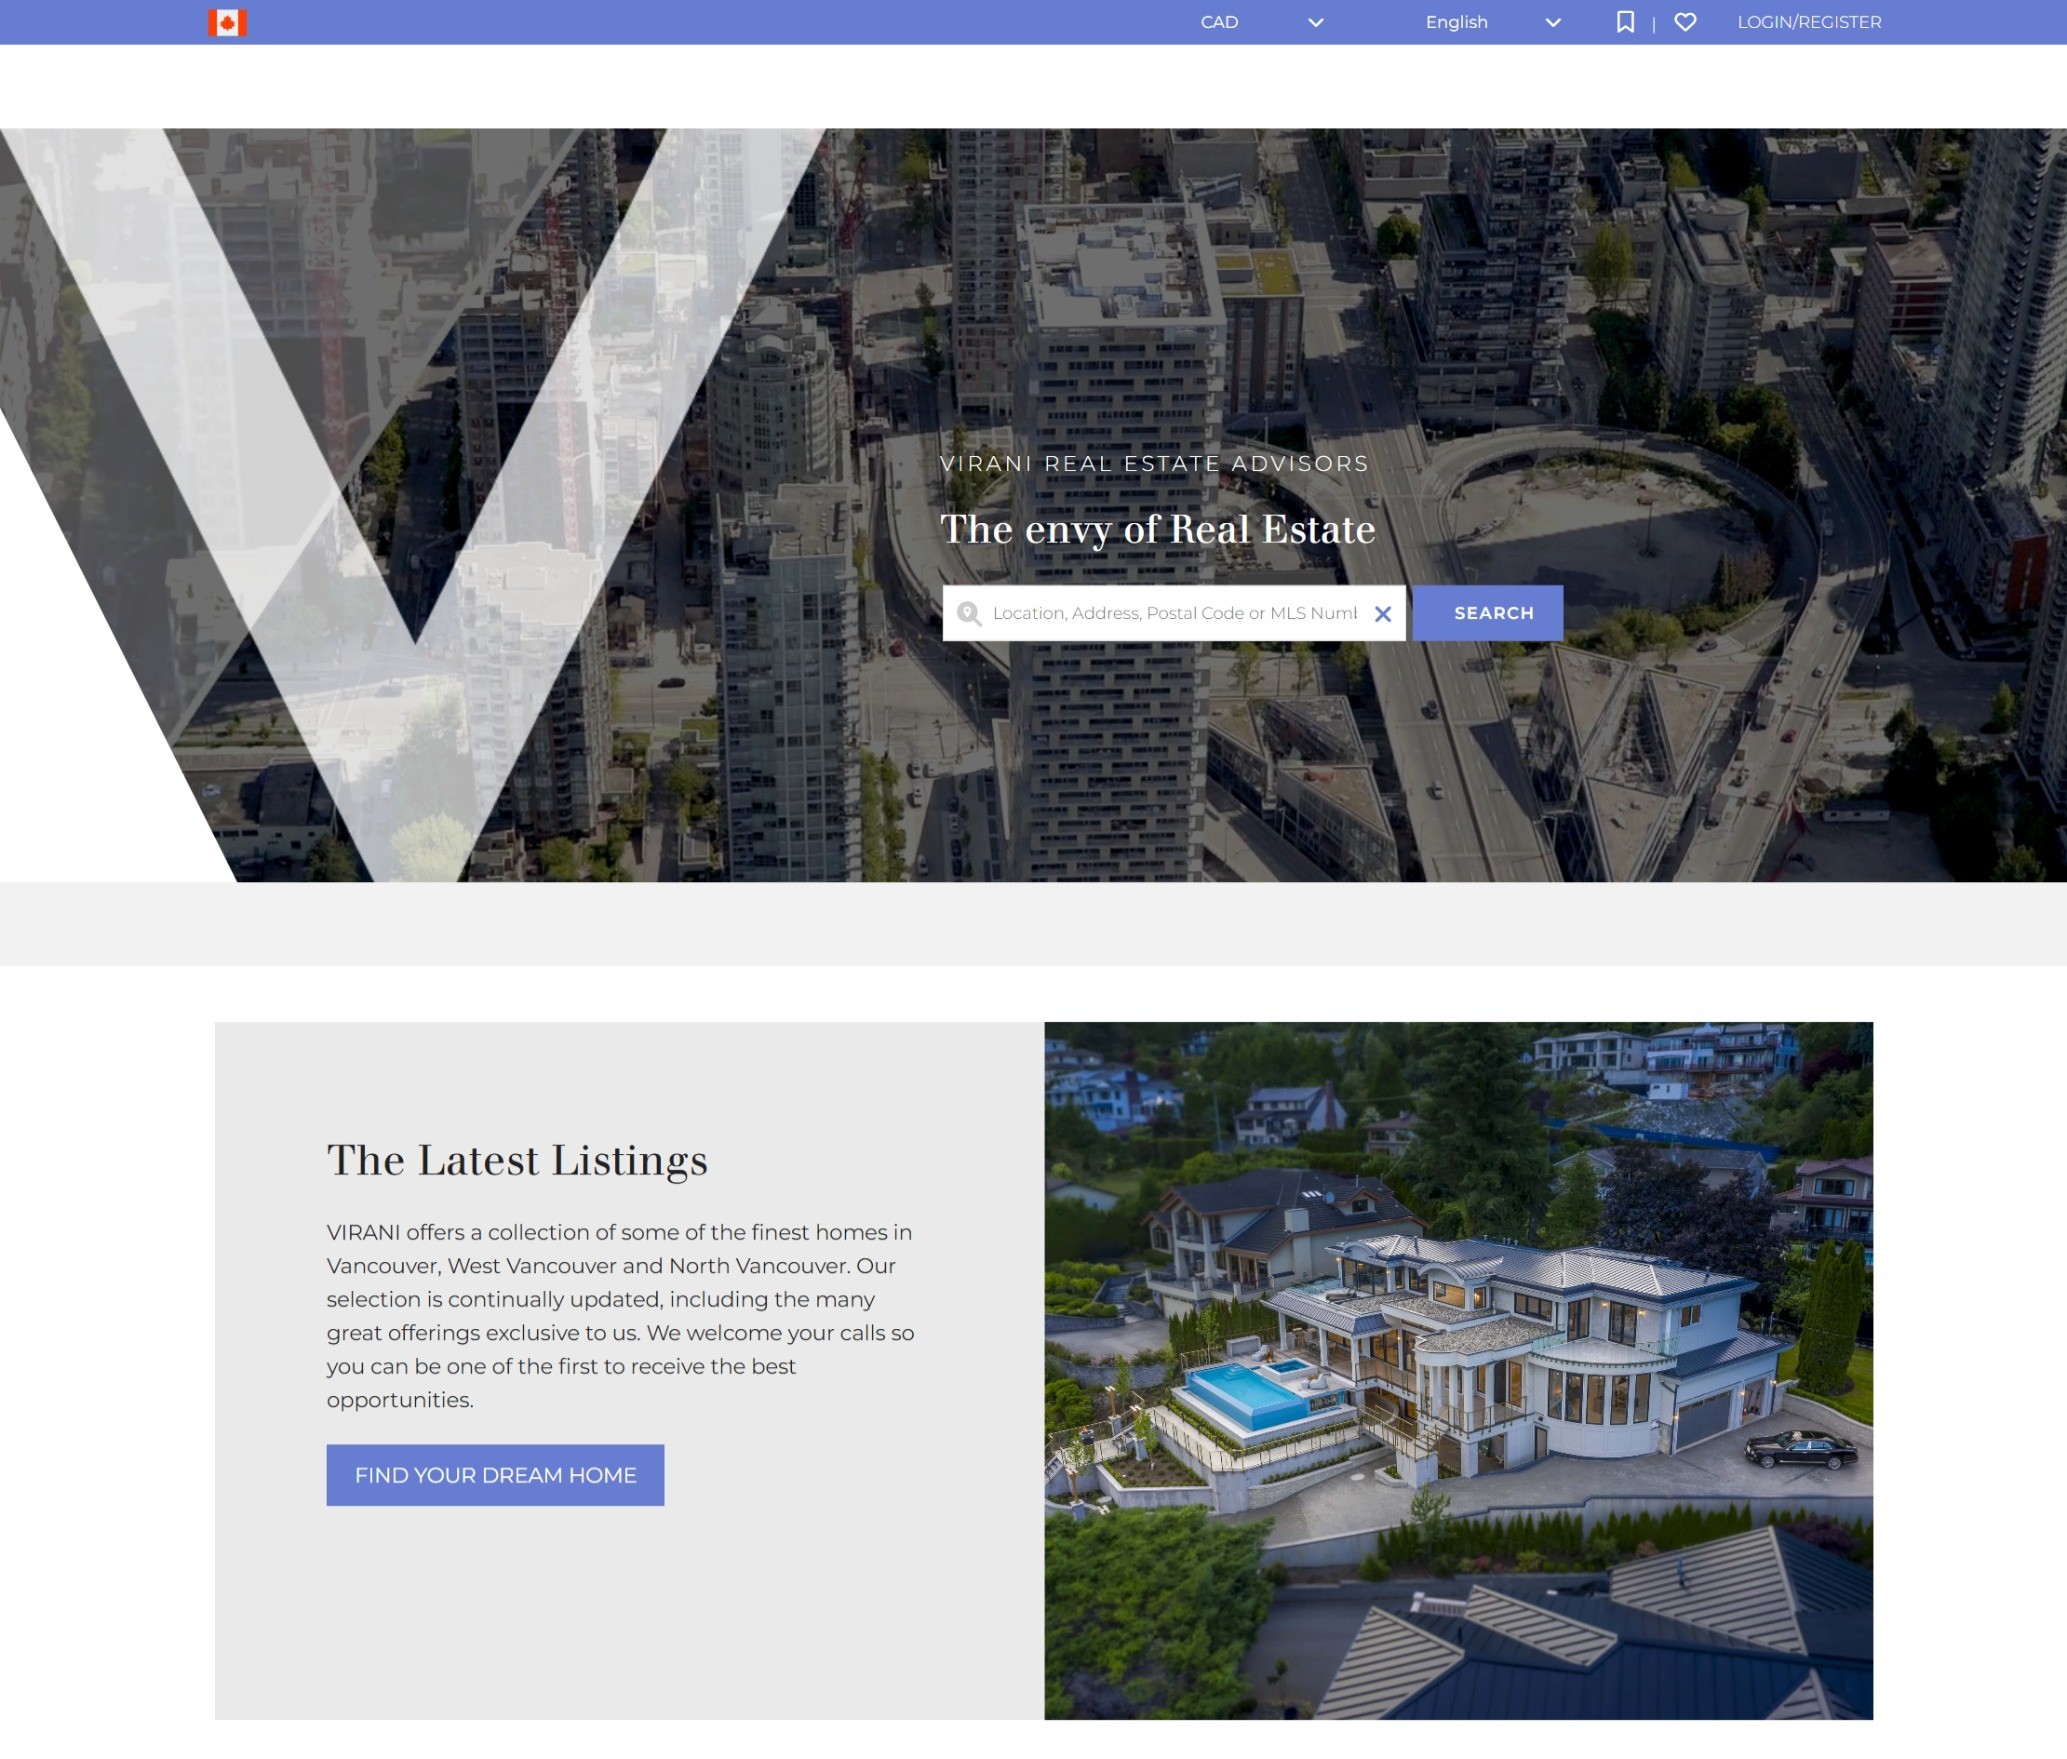 CAD English | LOGIN/REGISTER
VIRANI REAL ESTATE ADVISORS
The envy of Real Estate
Location, Address, Postal Code or MLS Numb SEARCH
The Latest Listings
VIRANI offers a collection of some of the finest homes in
Vancouver, West Vancouver and North Vancouver. Our
selection is continually updated, including the many
great offerings exclusive to us. We welcome your calls so
you can be one of the first to receive the best
opportunities.
FIND YOUR DREAM HOME